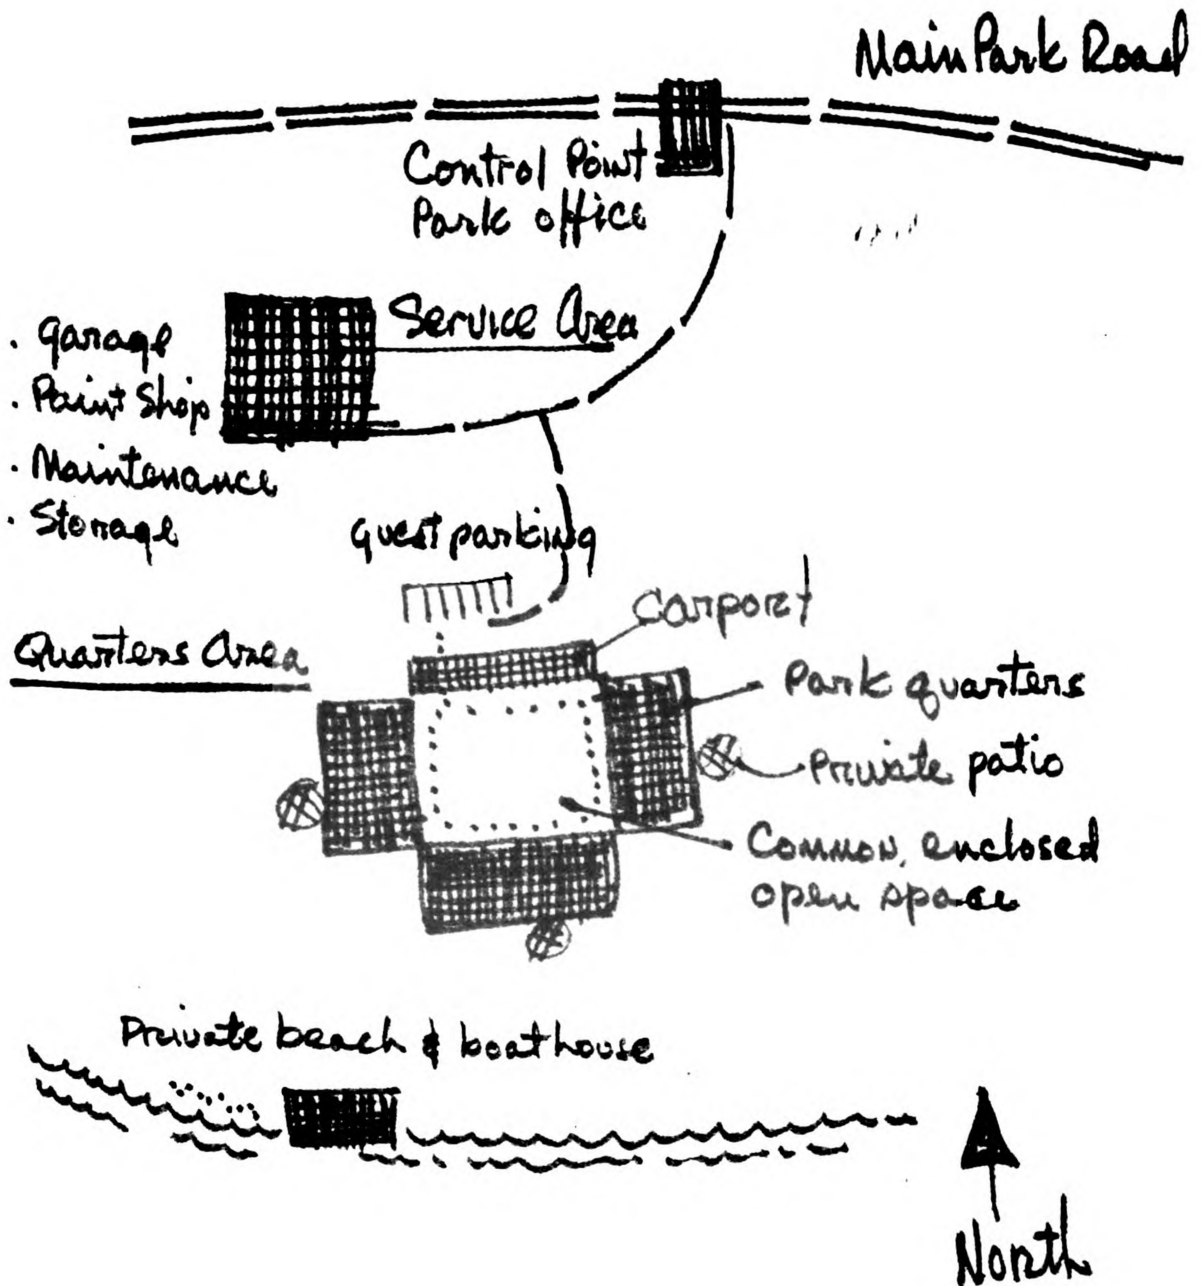 Main Park Road
Control Point
Park office
Service Area
· Garage
· Paint Shop
· Maintenance
· Storage
guest parking
Carport
Quarters Area
Park quarters
Private patio
Common, enclosed
open space
Private beach & boathouse
North